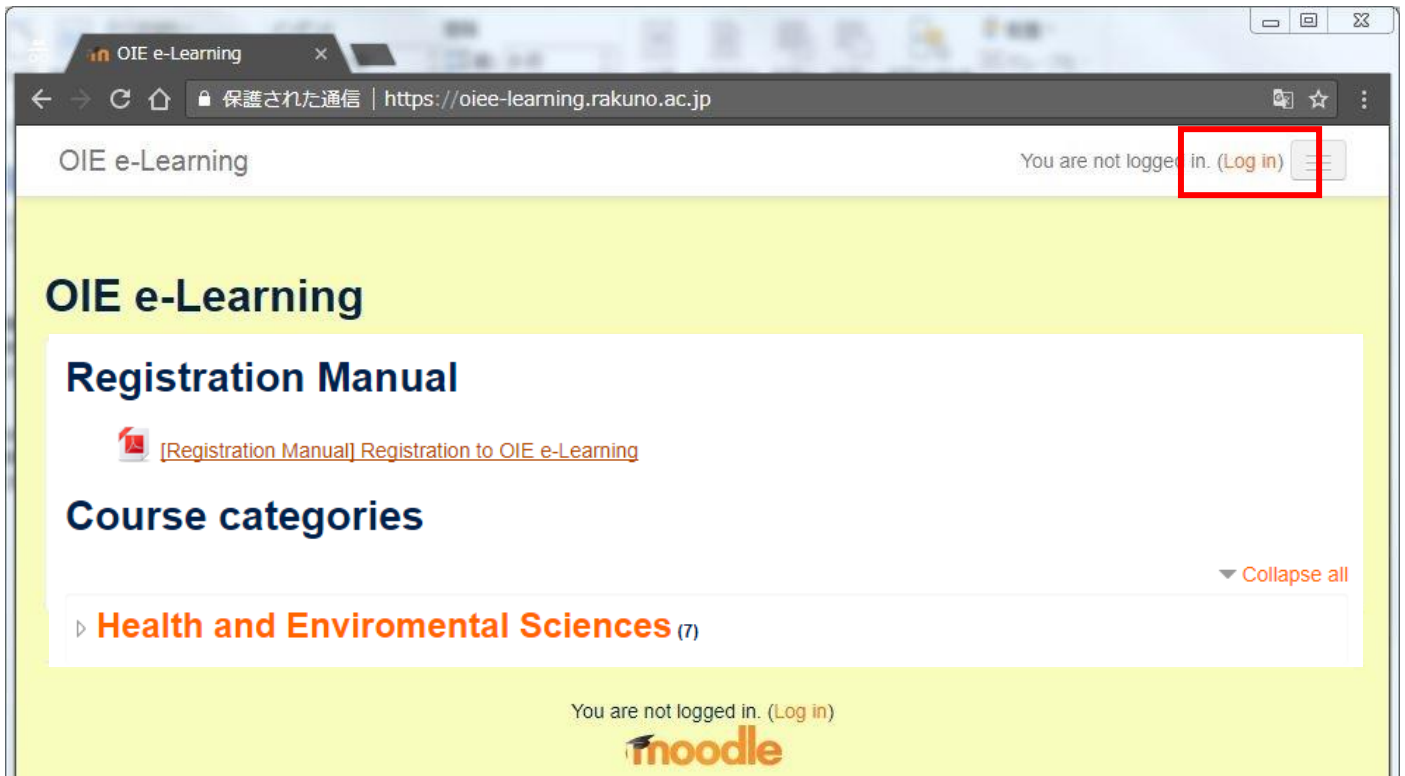 OIE e-Learning
保護された通信 | https://oiee-learning.rakuno.ac.jp
OIE e-Learning You are not logged in. (Log in)
OIE e-Learning
Registration Manual
[Registration Manual] Registration to OIE e-Learning
Course categories
Collapse all
Health and Enviromental Sciences (7)
You are not logged in. (Log in)
moodle